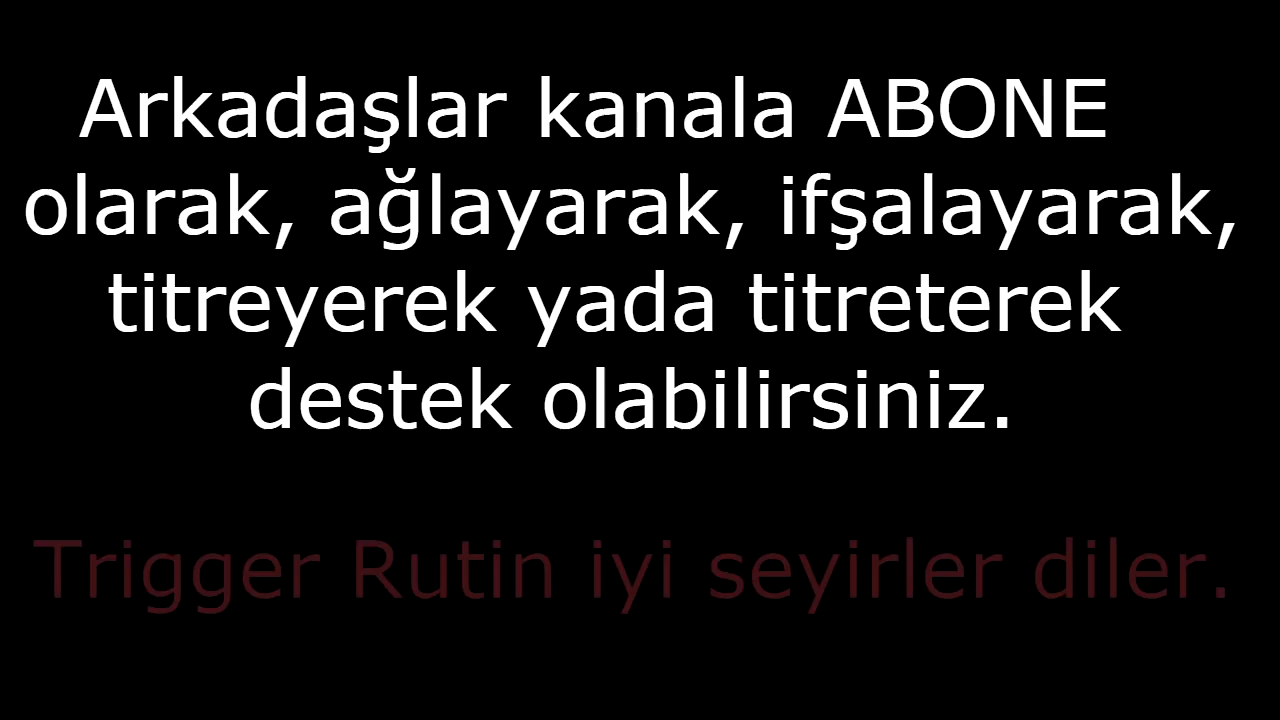 Arkadaşlar kanala ABONE
olarak, ağlayarak, ifşalayarak,
titreyerek yada titreterek
destek olabilirsiniz.
Trigger Rutin iyi seyirler diler.